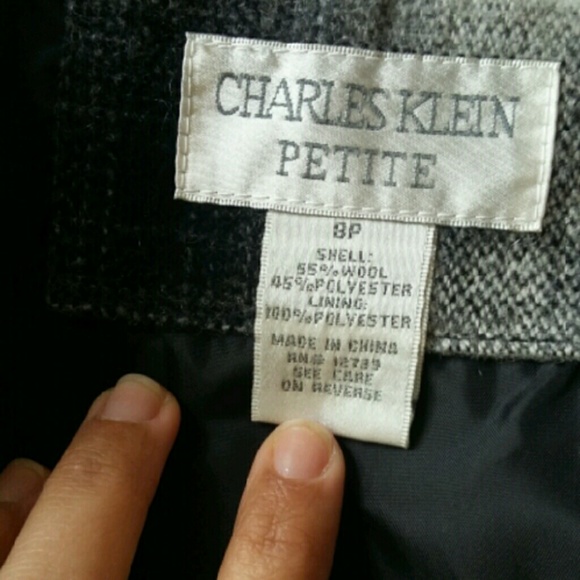 CHARLES KLEIN
PETITE
8P
SHELL:
55%WOOL
45%POLYESTER
LINING:
100%POLYESTER
MADE IN CHINA
RN# 12739
SEE CARE
ON REVERSE